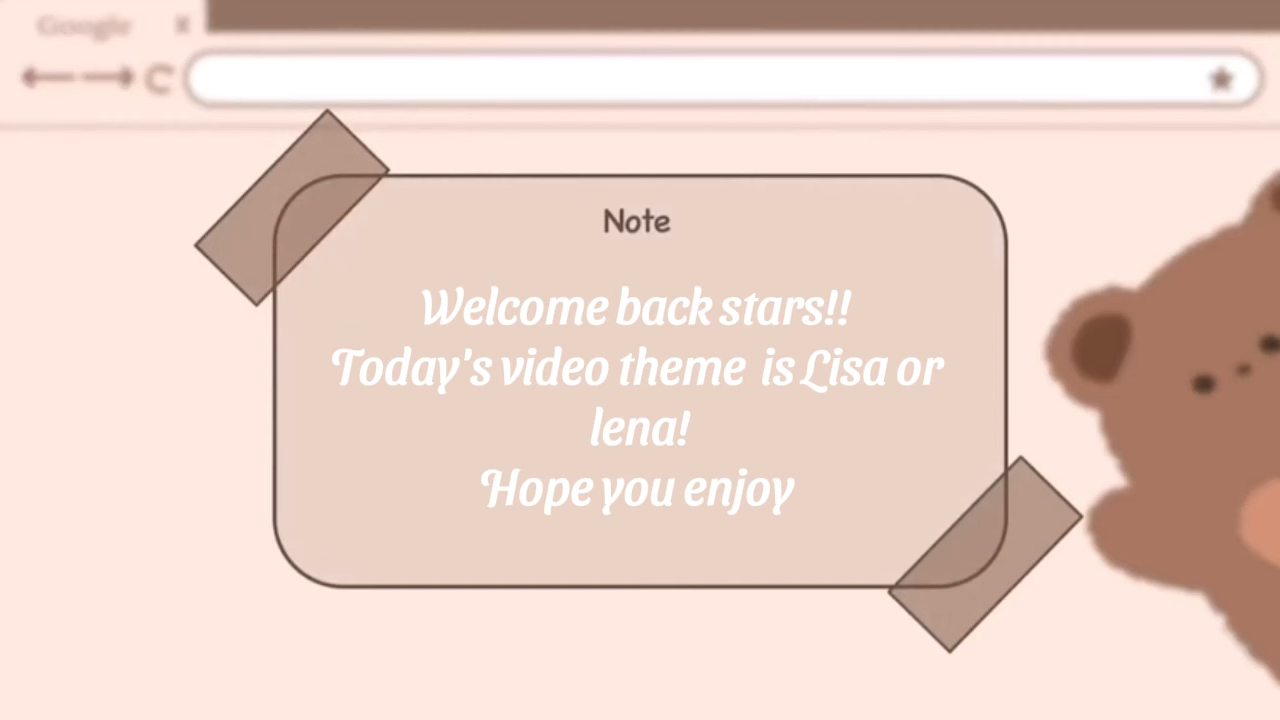 Google X
Note
Welcome back stars!!
Today's video theme is Lisa or
lena!
Hope you enjoy